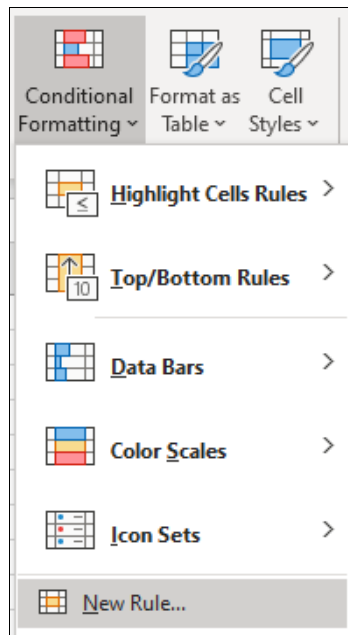 Conditional Format as Cell
Formatting Table Styles
≤ Highlight Cells Rules
10 Top/Bottom Rules
Data Bars
Color Scales
Icon Sets
New Rule...